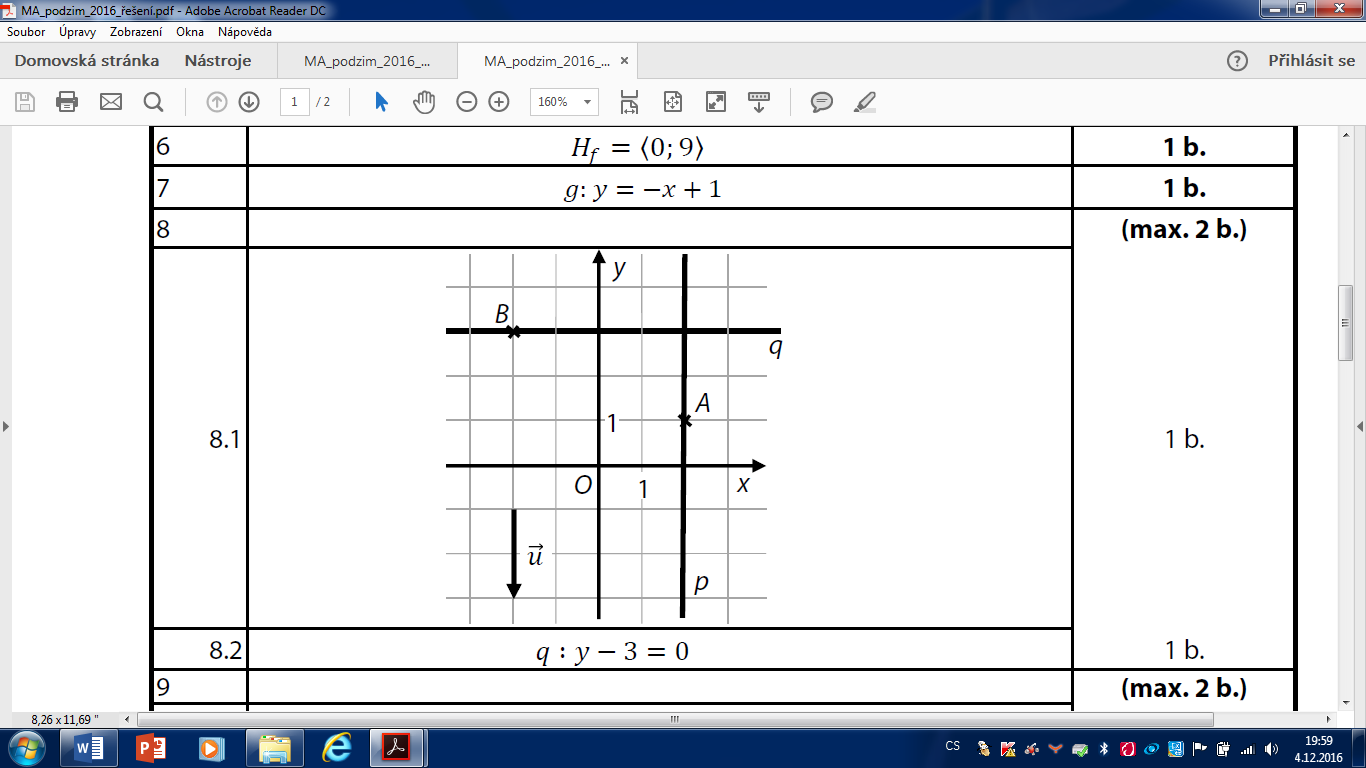 MA_podzim_2016_řešení.pdf - Adobe Acrobat Reader DC
Soubor Úpravy Zobrazení Okna Nápověda
Domovská stránka Nástroje MA_podzim_2016_... MA_podzim_2016_... × ? Přihlásit se
1 / 2 160%
6 H_f = ⟨0; 9⟩ 1 b.
7 g: y = −x + 1 1 b.
8 (max. 2 b.)
y
B
q
A
1
8.1 1 b.
O 1 x
u⃗
p
8.2 q : y − 3 = 0 1 b.
9 (max. 2 b.)
8,26 x 11,69 "
CS 19:59
4.12.2016